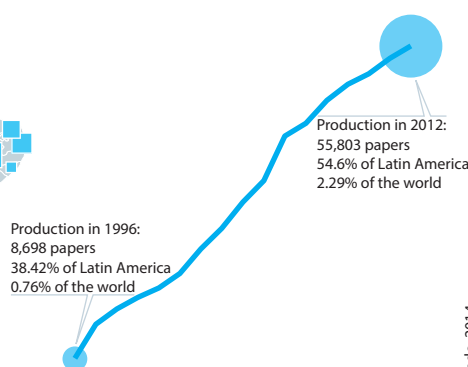 Production in 2012:
55,803 papers
54.6% of Latin America
2.29% of the world
Production in 1996:
8,698 papers
38.42% of Latin America
0.76% of the world
2014